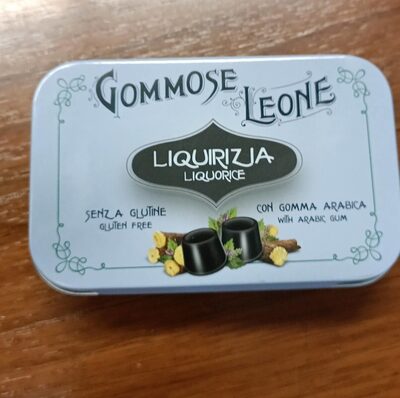 GOMMOSE LEONE
LIQUIRIZIA
LIQUORICE
SENZA GLUTINE
GLUTEN FREE
CON GOMMA ARABICA
WITH ARABIC GUM